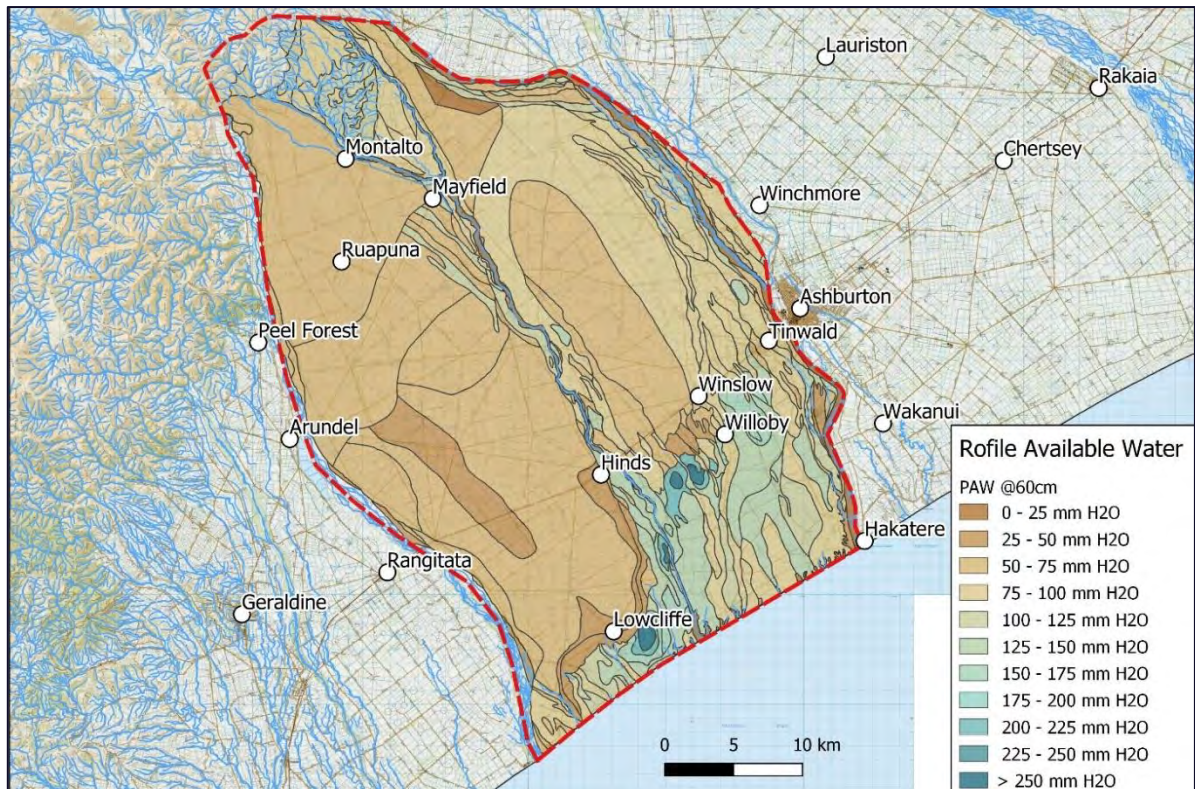 Lauriston
Rakaia
Montalto
Chertsey
Mayfield
Winchmore
Ruapuna
Ashburton
Peel Forest
Tinwald
Winslow
Arundel
Willoby
Wakanui
Hinds
Hakatere
Rangitata
Geraldine
Lowcliffe
0 5 10 km
Rofile Available Water
PAW @60cm
0 - 25 mm H2O
25 - 50 mm H2O
50 - 75 mm H2O
75 - 100 mm H2O
100 - 125 mm H2O
125 - 150 mm H2O
150 - 175 mm H2O
175 - 200 mm H2O
200 - 225 mm H2O
225 - 250 mm H2O
> 250 mm H2O